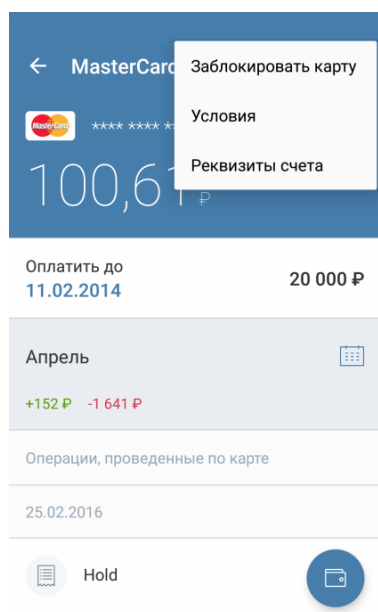 MasterCard
Заблокировать карту
Условия
Реквизиты счета
MasterCard
**** **** *
100,61 ₽
Оплатить до
11.02.2014
20 000 ₽
Апрель
+152 ₽ -1 641 ₽
Операции, проведенные по карте
25.02.2016
Hold